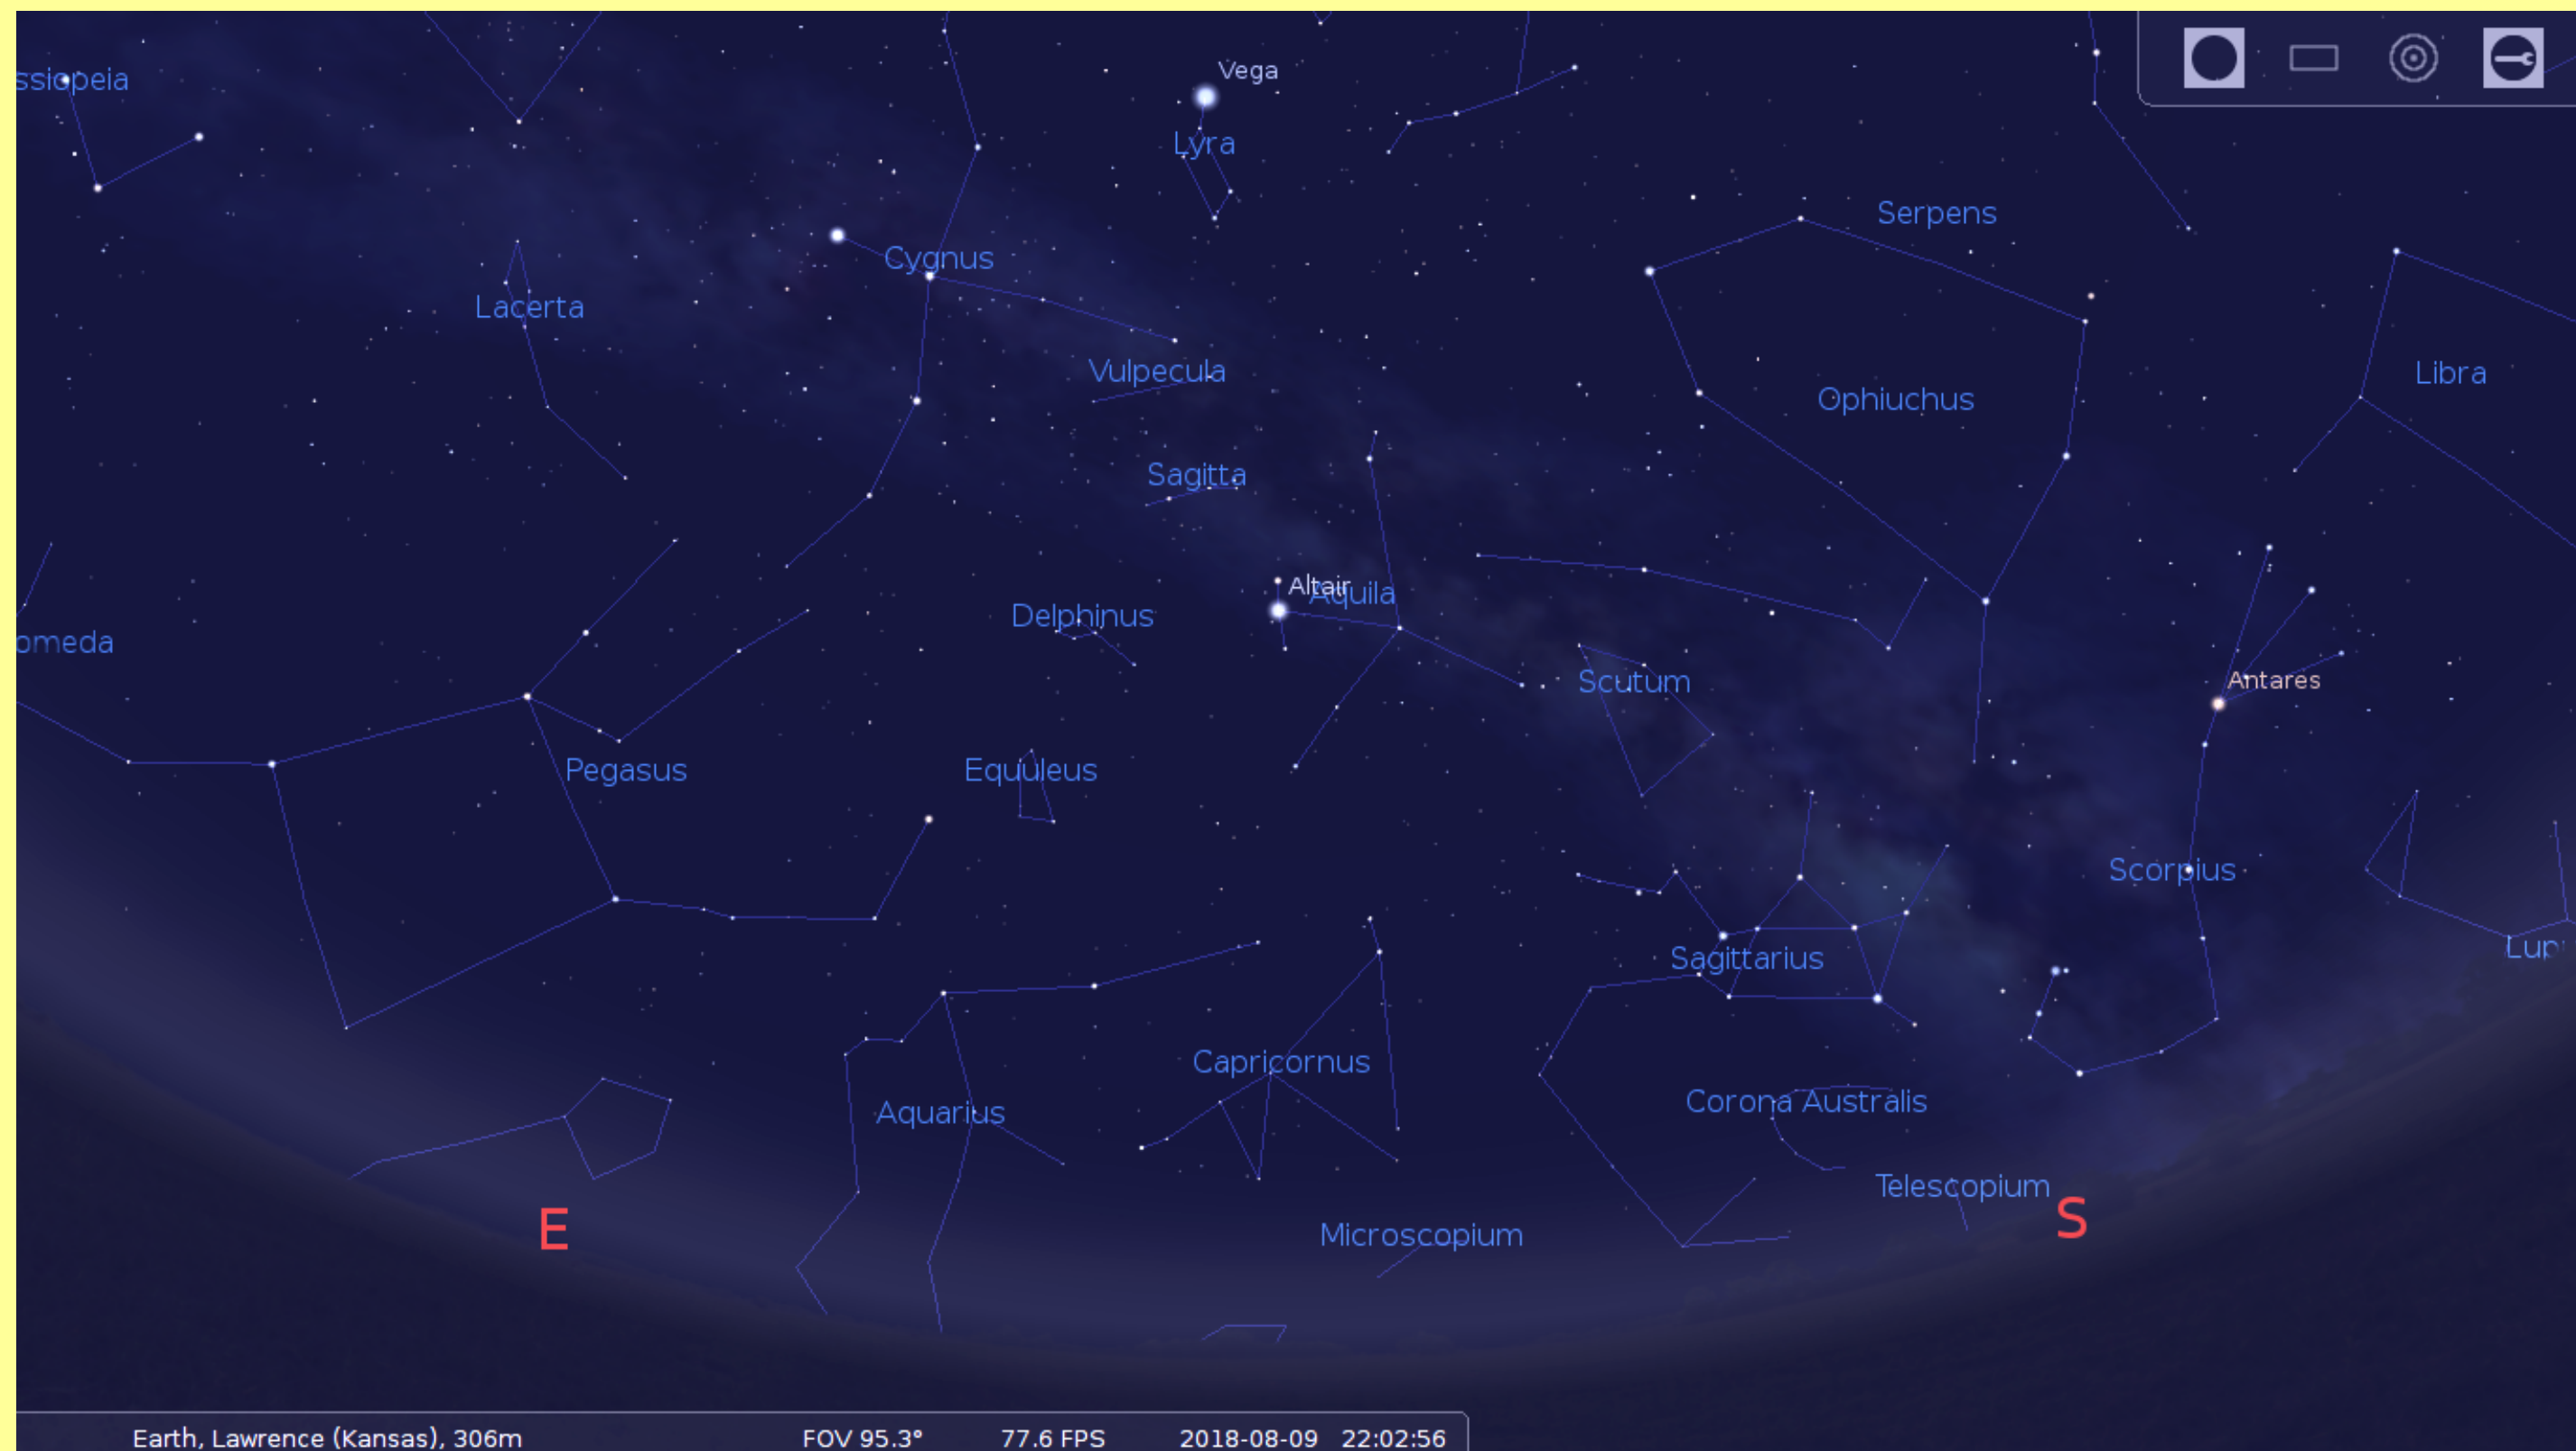 ssiopeia
Vega
Lyra
Serpens
Cygnus
Lacerta
Vulpecula
Libra
Ophiuchus
Sagitta
Altair
Aquila
Delphinus
omeda
Scutum
Antares
Pegasus
Equuleus
Scorpius
Lup
Sagittarius
Capricornus
Corona Australis
Aquarius
Telescopium
E
S
Microscopium
Earth, Lawrence (Kansas), 306m FOV 95.3° 77.6 FPS 2018-08-09 22:02:56